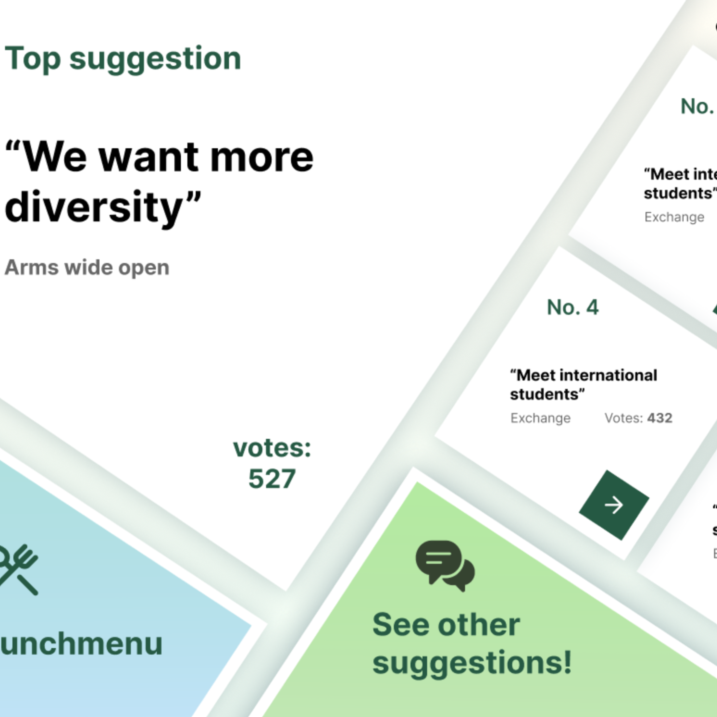 Top suggestion
“We want more
diversity”
Arms wide open
votes:
527
No.
“Meet inte
students”
Exchange
No. 4
“Meet international
students”
Exchange Votes: 432
unchmenu
See other
suggestions!